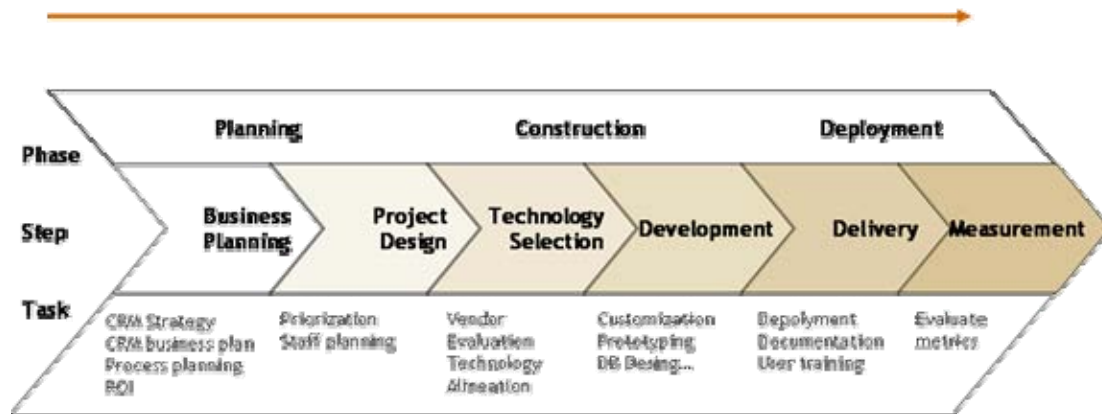 Planning
Construction
Deployment
Phase
Step
Business
Planning
Project
Design
Technology
Selection
Development
Delivery
Measurement
Task
CRM Strategy
CRM business plan
Process planning
ROI
Priorization
Staff planning
Vendor
Evaluation
Technology
Alineation
Customization
Prototyping
DB Desing...
Depolyment
Documentation
User training
Evaluate
metrics